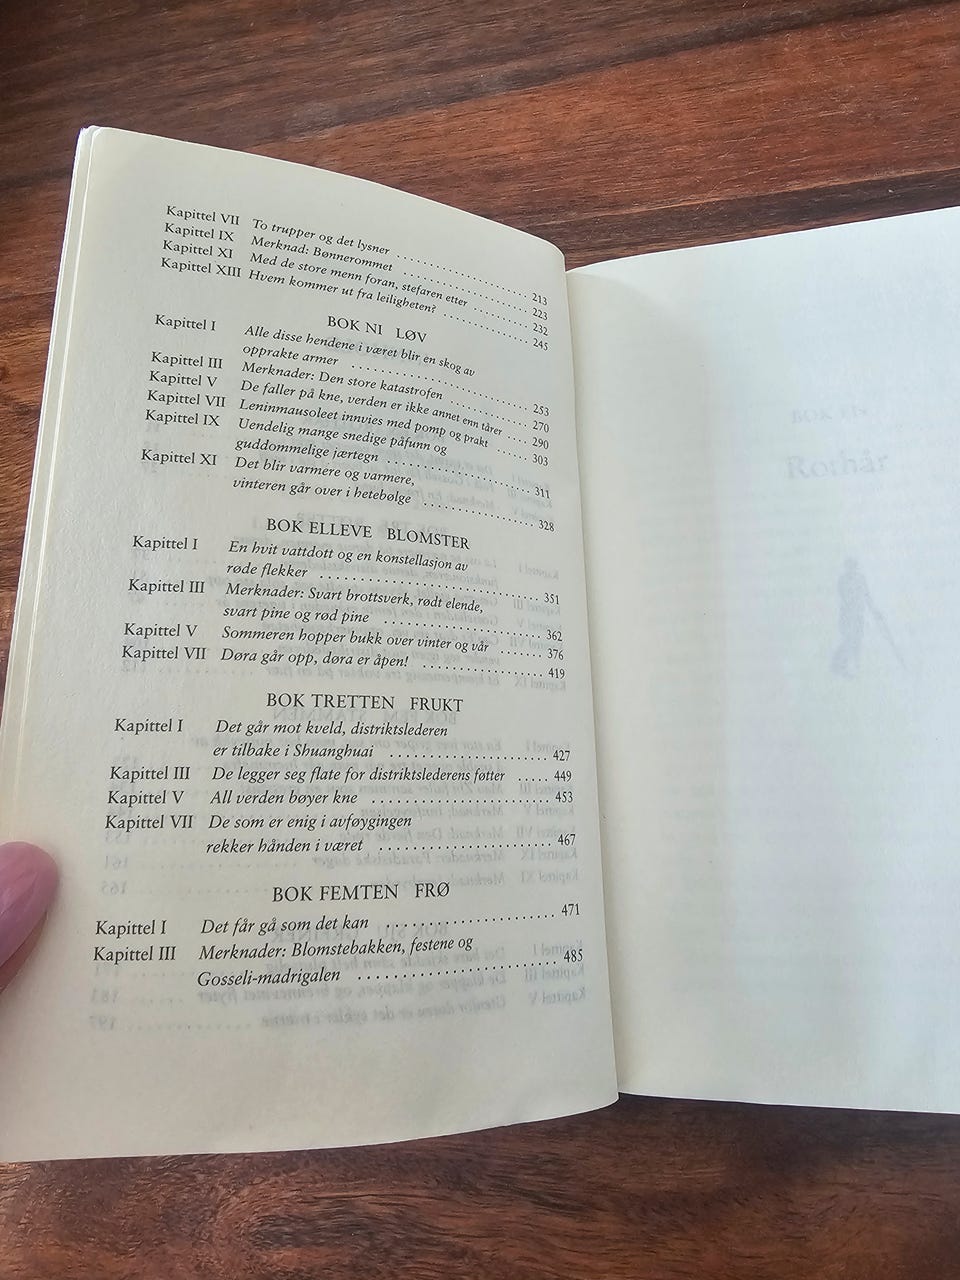 Kapittel VII To trupper og det lysner ........ 213
Kapittel IX Merknad: Bønnerommet ........ 223
Kapittel XI Med de store menn foran, stefaren etter ........ 232
Kapittel XIII Hvem kommer ut fra leiligheten? ........ 245
BOK NI LØV
Kapittel I Alle disse hendene i været blir en skog av
opprakte armer ........ 253
Kapittel III Merknader: Den store katastrofen ........ 270
Kapittel V De faller på kne, verden er ikke annet enn tårer .... 290
Kapittel VII Leninmausoleet innvies med pomp og prakt .... 303
Kapittel IX Uendelig mange snedige påfunn og
guddommelige jærtegn ........ 311
Kapittel XI Det blir varmere og varmere,
vinteren går over i hetebølge ........ 328
BOK ELLEVE BLOMSTER
Kapittel I En hvit vattdott og en konstellasjon av
røde flekker ........ 351
Kapittel III Merknader: Svart brottsverk, rødt elende,
svart pine og rød pine ........ 362
Kapittel V Sommeren hopper bukk over vinter og vår ...... 376
Kapittel VII Døra går opp, døra er åpen! ........ 419
BOK TRETTEN FRUKT
Kapittel I Det går mot kveld, distriktslederen
er tilbake i Shuanghuai ........ 427
Kapittel III De legger seg flate for distriktslederens føtter ..... 449
Kapittel V All verden bøyer kne ........ 453
Kapittel VII De som er enig i avføygingen
rekker hånden i været ........ 467
BOK FEMTEN FRØ
Kapittel I Det får gå som det kan ........ 471
Kapittel III Merknader: Blomstebakken, festene og
Gosseli-madrigalen ........ 485